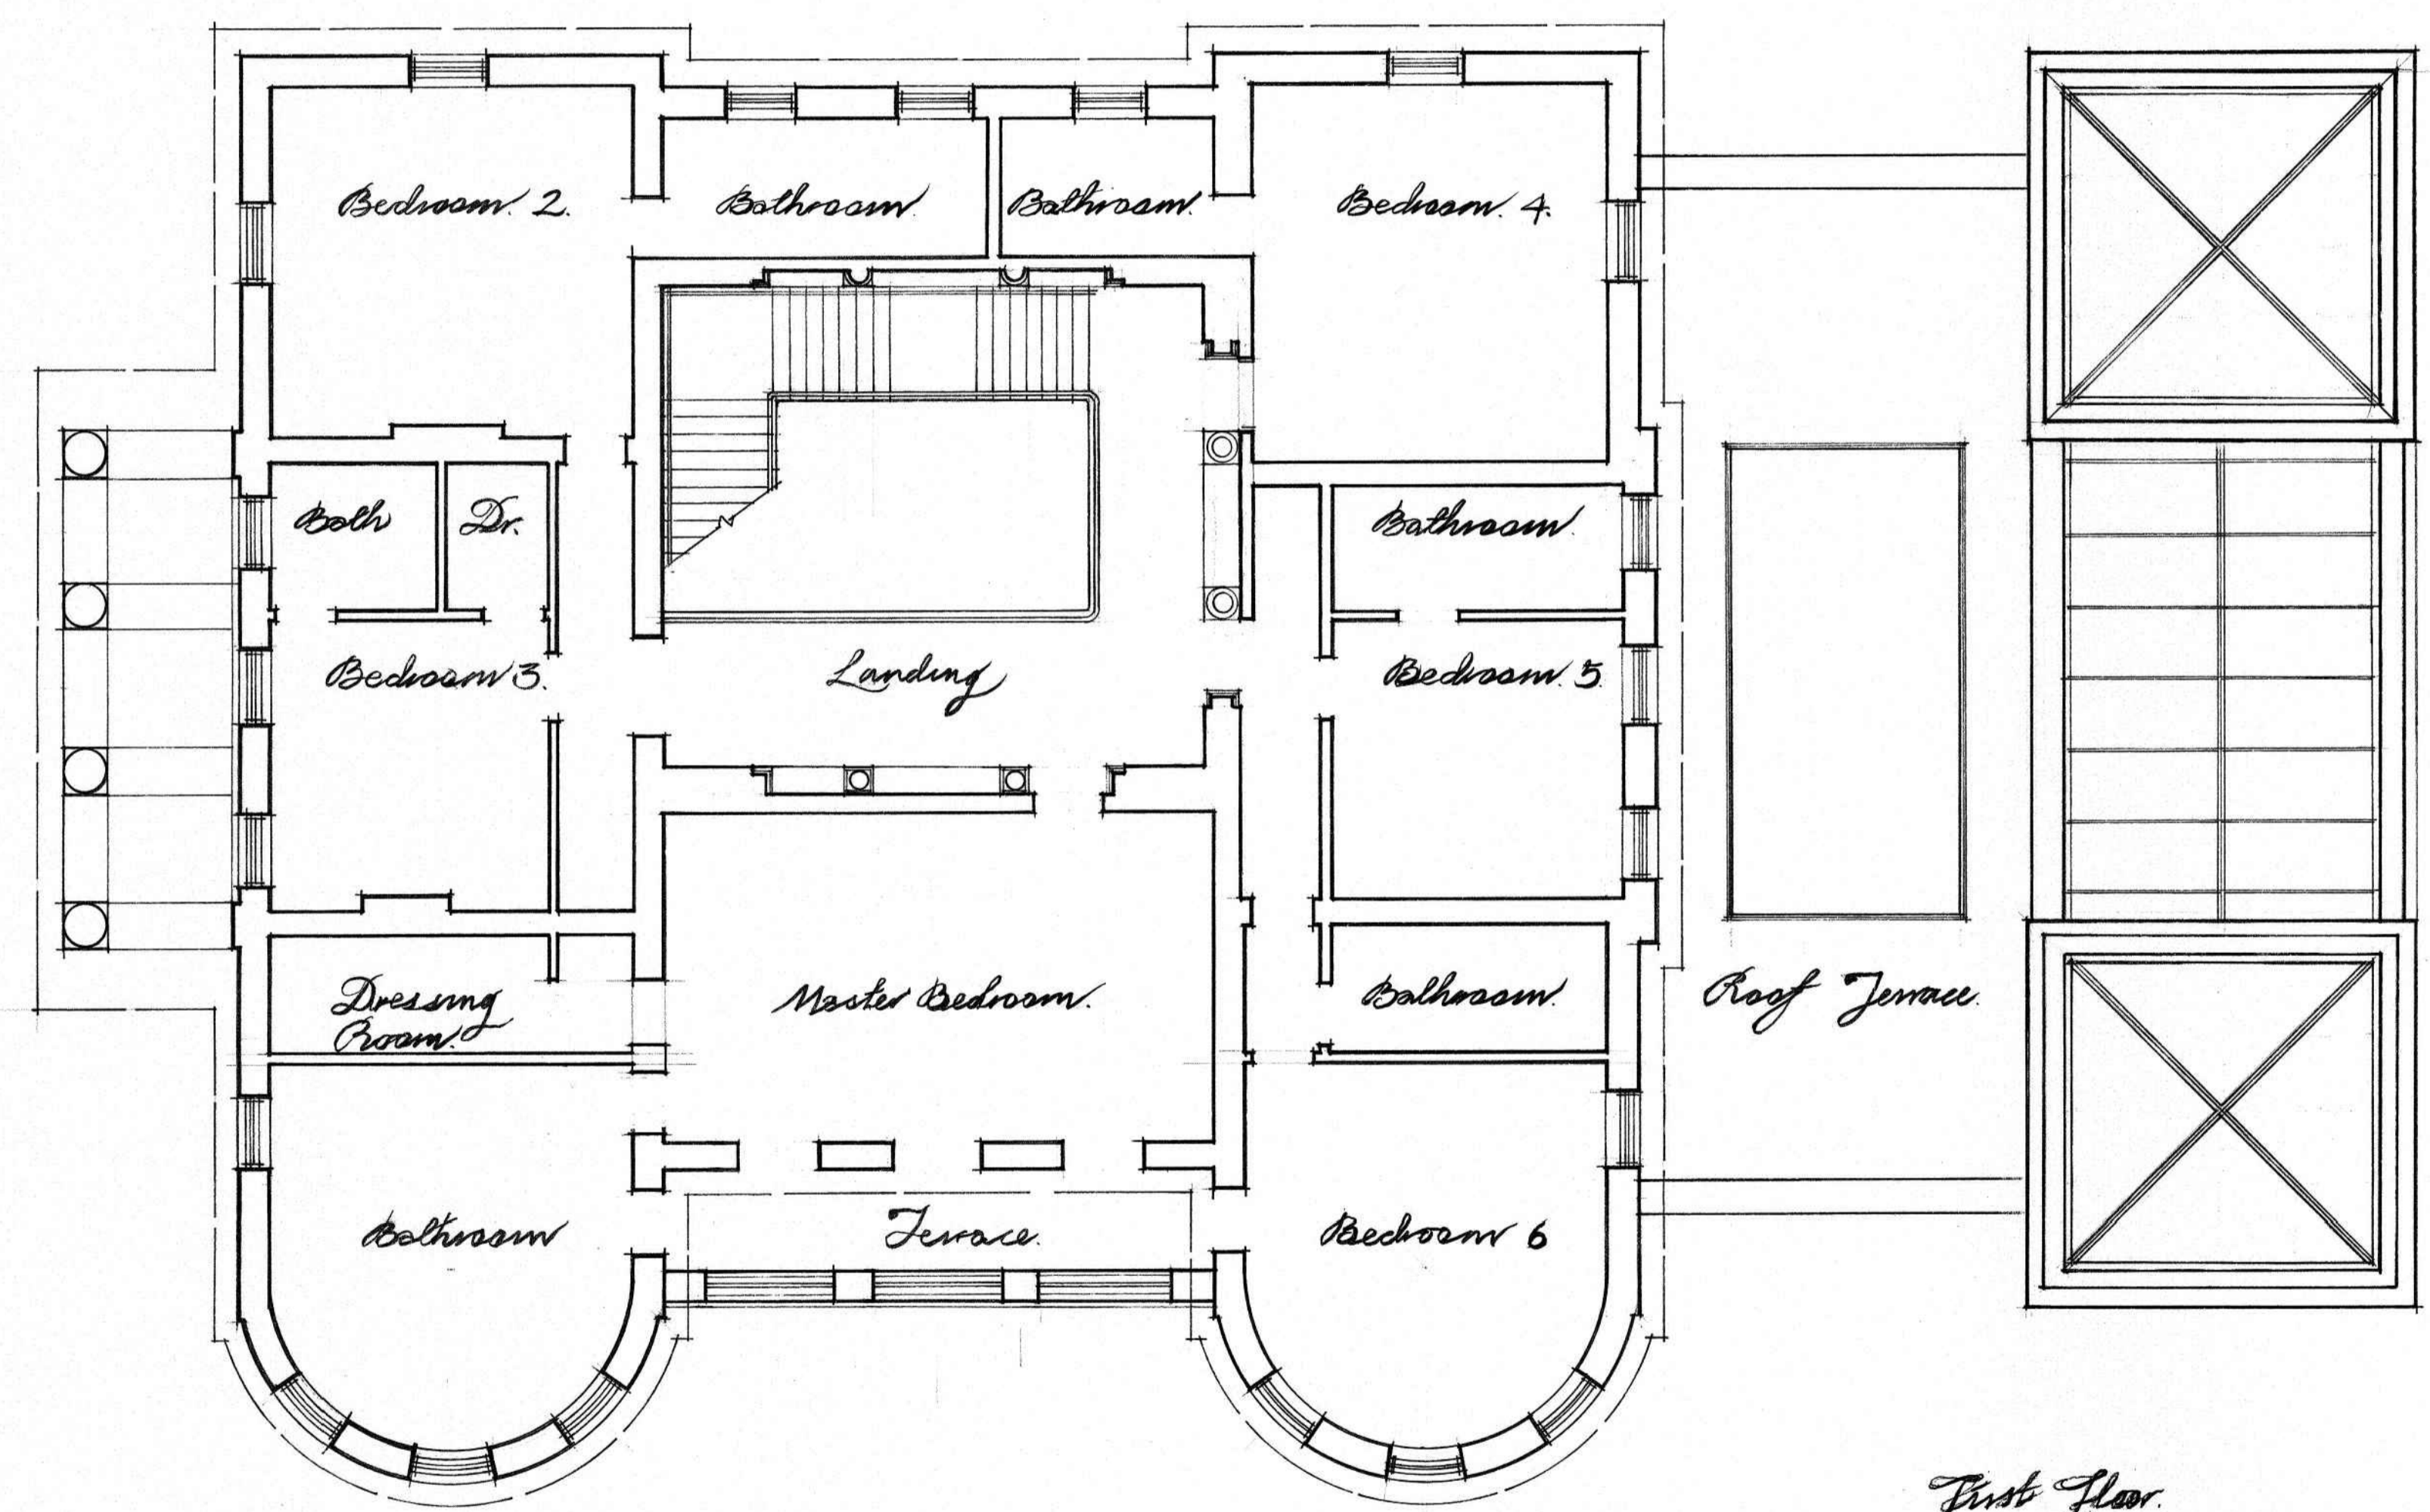 Bedroom. 2.
Bathroom.
Bathroom.
Bedroom. 4.
Bath
Dr.
Bathroom.
Bedroom 3.
Landing
Bedroom. 5.
Dressing
Room.
Master Bedroom.
Bathroom.
Roof Terrace.
Bathroom
Terrace.
Bedroom 6
First Floor.